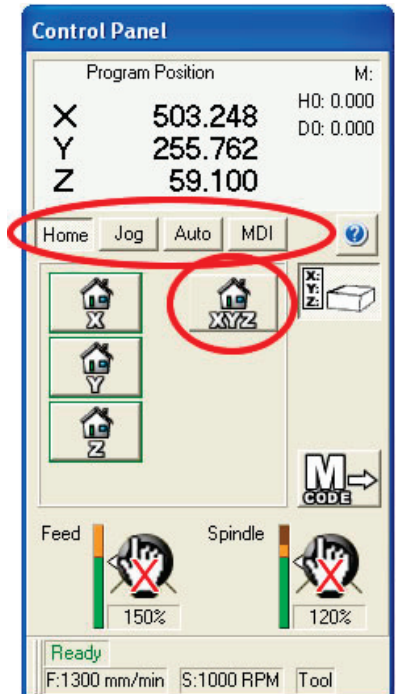 Control Panel
Program Position M:
X 503.248 H0: 0.000
Y 255.762 D0: 0.000
Z 59.100
Home Jog Auto MDI ?
X XYZ X: Y: Z:
Y
Z
M CODE
Feed Spindle
150% 120%
Ready
F:1300 mm/min S:1000 RPM Tool